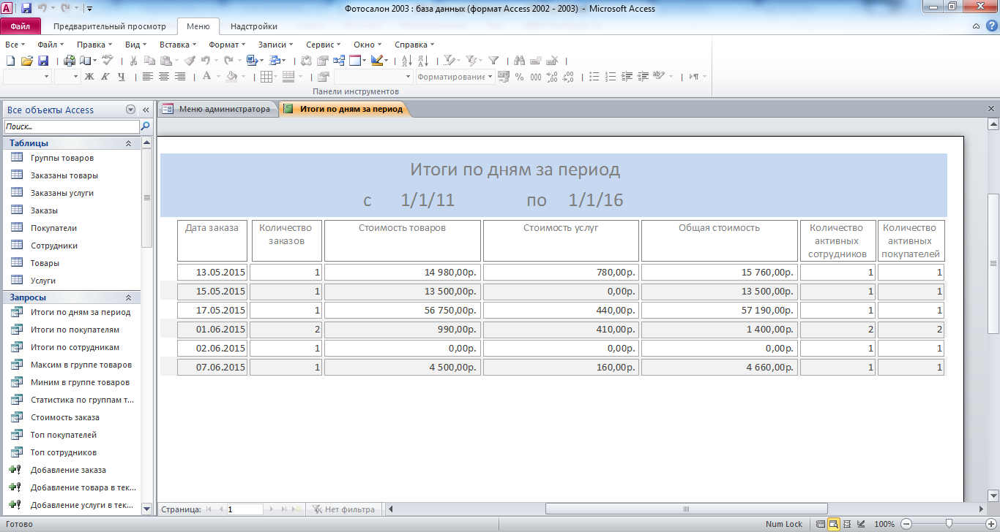 Фотосалон 2003 : база данных (формат Access 2002 - 2003) - Microsoft Access
Файл Предварительный просмотр Меню Надстройки
Все Файл Правка Вид Вставка Формат Записи Сервис Окно Справка
Ж К Ч А Форматирование % 000
Панели инструментов
Все объекты Access
Меню администратора Итоги по дням за период
Поиск...
Таблицы
Группы товаров
Заказаны товары
Заказаны услуги
Заказы
Покупатели
Сотрудники
Товары
Услуги
Запросы
Итоги по дням за период
Итоги по покупателям
Итоги по сотрудникам
Максим в группе товаров
Миним в группе товаров
Статистика по группам т...
Стоимость заказа
Топ покупателей
Топ сотрудников
Добавление заказа
Добавление товара в тек...
Добавление услуги в тек...
Итоги по дням за период
с 1/1/11 по 1/1/16
Дата заказа Количество заказов Стоимость товаров Стоимость услуг Общая стоимость Количество активных сотрудников Количество активных покупателей
13.05.2015 1 14 980,00р. 780,00р. 15 760,00р. 1 1
15.05.2015 1 13 500,00р. 0,00р. 13 500,00р. 1 1
17.05.2015 1 56 750,00р. 440,00р. 57 190,00р. 1 1
01.06.2015 2 990,00р. 410,00р. 1 400,00р. 2 2
02.06.2015 1 0,00р. 0,00р. 0,00р. 1 1
07.06.2015 1 4 500,00р. 160,00р. 4 660,00р. 1 1
Страница: 1 Нет фильтра
Готово Num Lock 100%